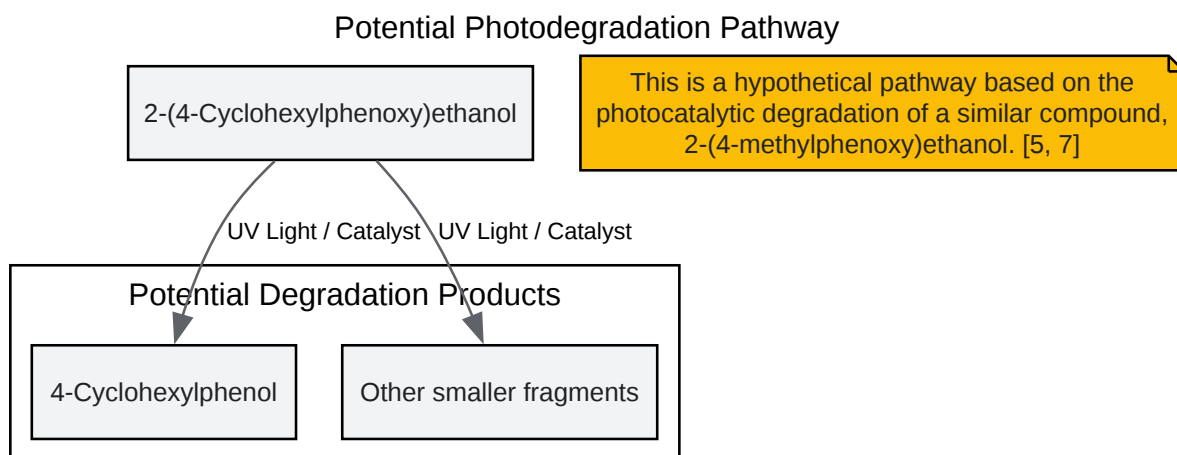 Potential Photodegradation Pathway
2-(4-Cyclohexylphenoxy)ethanol
This is a hypothetical pathway based on the
photocatalytic degradation of a similar compound,
2-(4-methylphenoxy)ethanol. [5, 7]
UV Light / Catalyst
UV Light / Catalyst
Potential Degradation Products
4-Cyclohexylphenol
Other smaller fragments